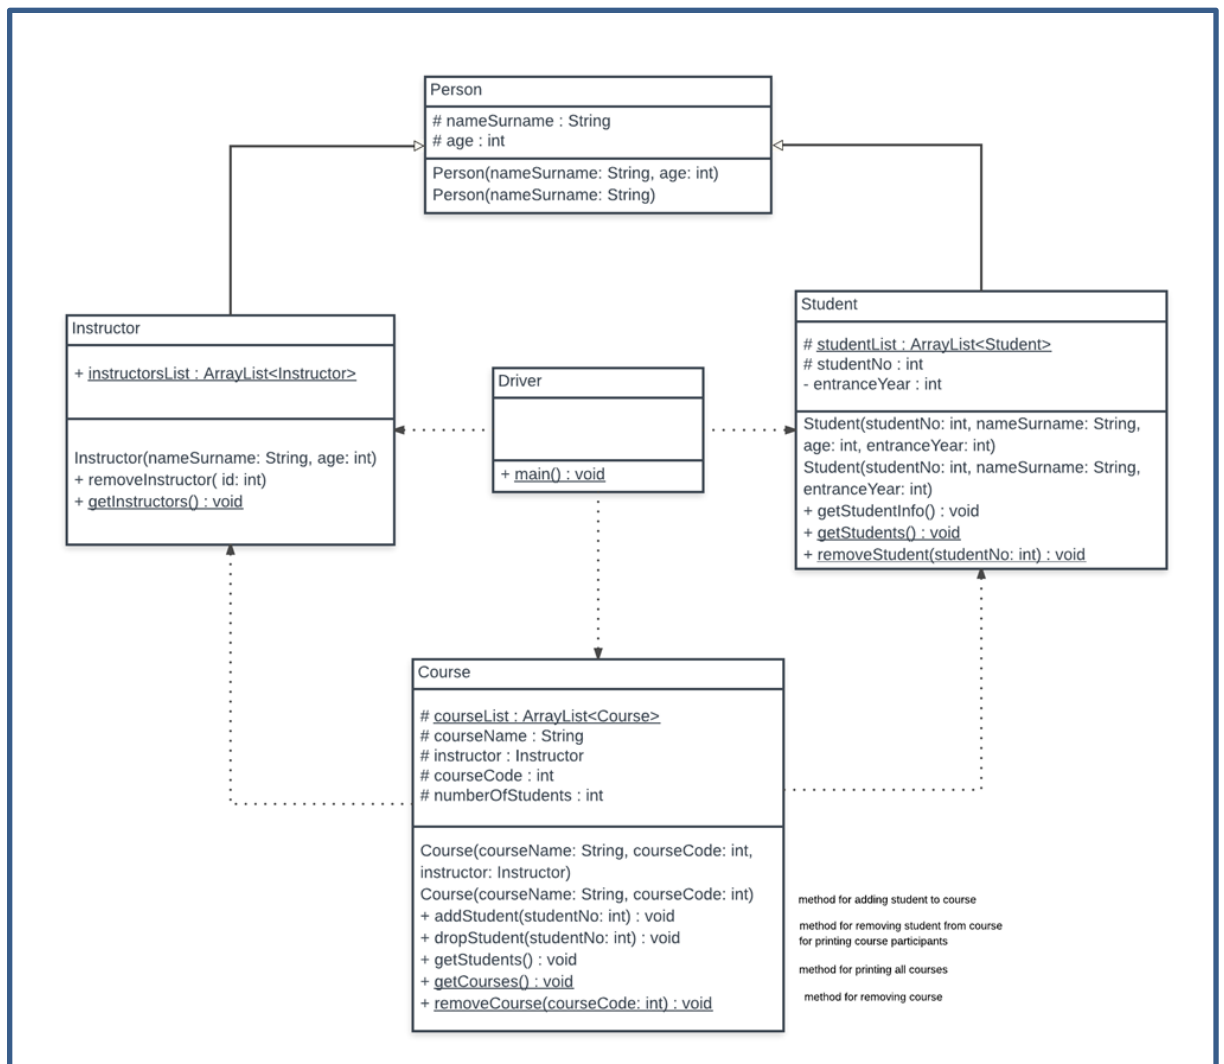 Person
# nameSurname : String
# age : int
Person(nameSurname: String, age: int)
Person(nameSurname: String)
Instructor
+ instructorsList : ArrayList<Instructor>
Instructor(nameSurname: String, age: int)
+ removeInstructor( id: int)
+ getInstructors() : void
Driver
+ main() : void
Student
# studentList : ArrayList<Student>
# studentNo : int
- entranceYear : int
Student(studentNo: int, nameSurname: String,
age: int, entranceYear: int)
Student(studentNo: int, nameSurname: String,
entranceYear: int)
+ getStudentInfo() : void
+ getStudents() : void
+ removeStudent(studentNo: int) : void
Course
# courseList : ArrayList<Course>
# courseName : String
# instructor : Instructor
# courseCode : int
# numberOfStudents : int
Course(courseName: String, courseCode: int,
instructor: Instructor)
Course(courseName: String, courseCode: int)
+ addStudent(studentNo: int) : void
+ dropStudent(studentNo: int) : void
+ getStudents() : void
+ getCourses() : void
+ removeCourse(courseCode: int) : void
method for adding student to course
method for removing student from course
for printing course participants
method for printing all courses
method for removing course